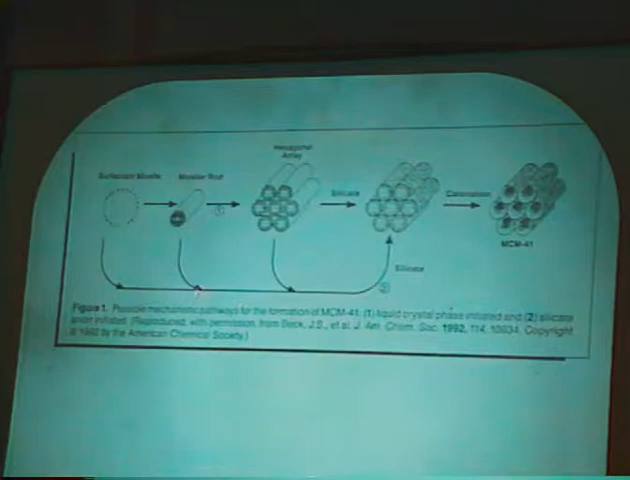 Hexagonal
Array
Surfactant Micelle
Micellar Rod
Silicate
Calcination
①
MCM-41
Silicate
②
Figure 1. Possible mechanistic pathways for the formation of MCM-41: (1) liquid crystal phase initiated and (2) silicate
anion initiated. (Reproduced, with permission, from Beck, J.S., et al. J. Am. Chem. Soc. 1992, 114, 10834. Copyright
© 1992 by the American Chemical Society.)